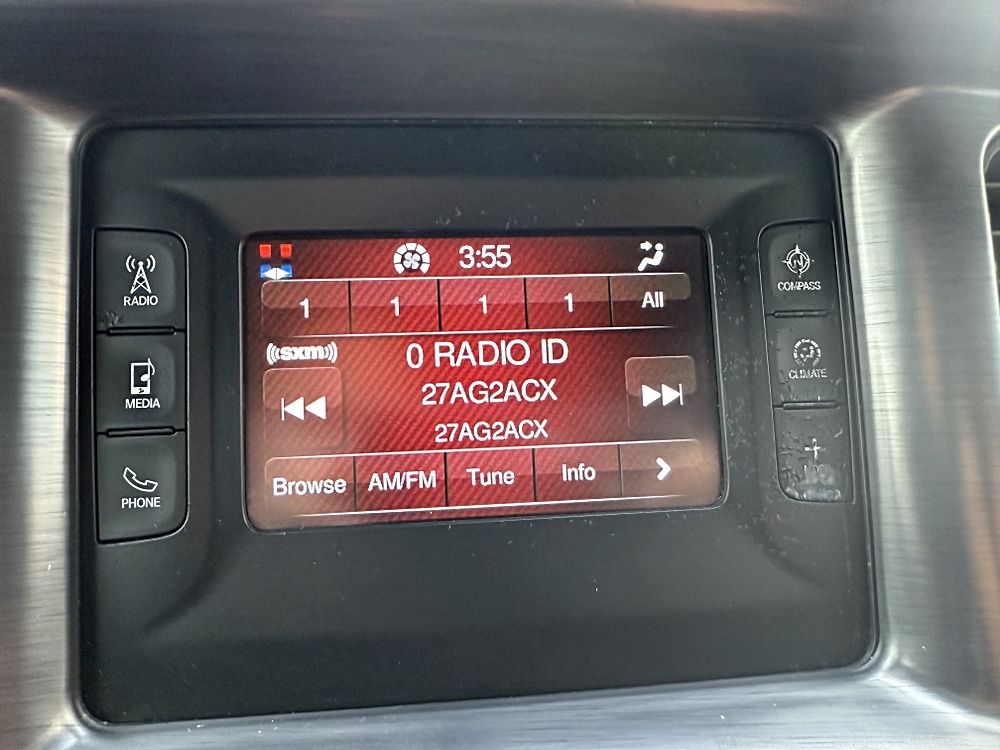 3:55
1 1 1 1 All
sxm 0 RADIO ID
27AG2ACX
27AG2ACX
Browse AM/FM Tune Info
RADIO
MEDIA
PHONE
N
COMPASS
CLIMATE